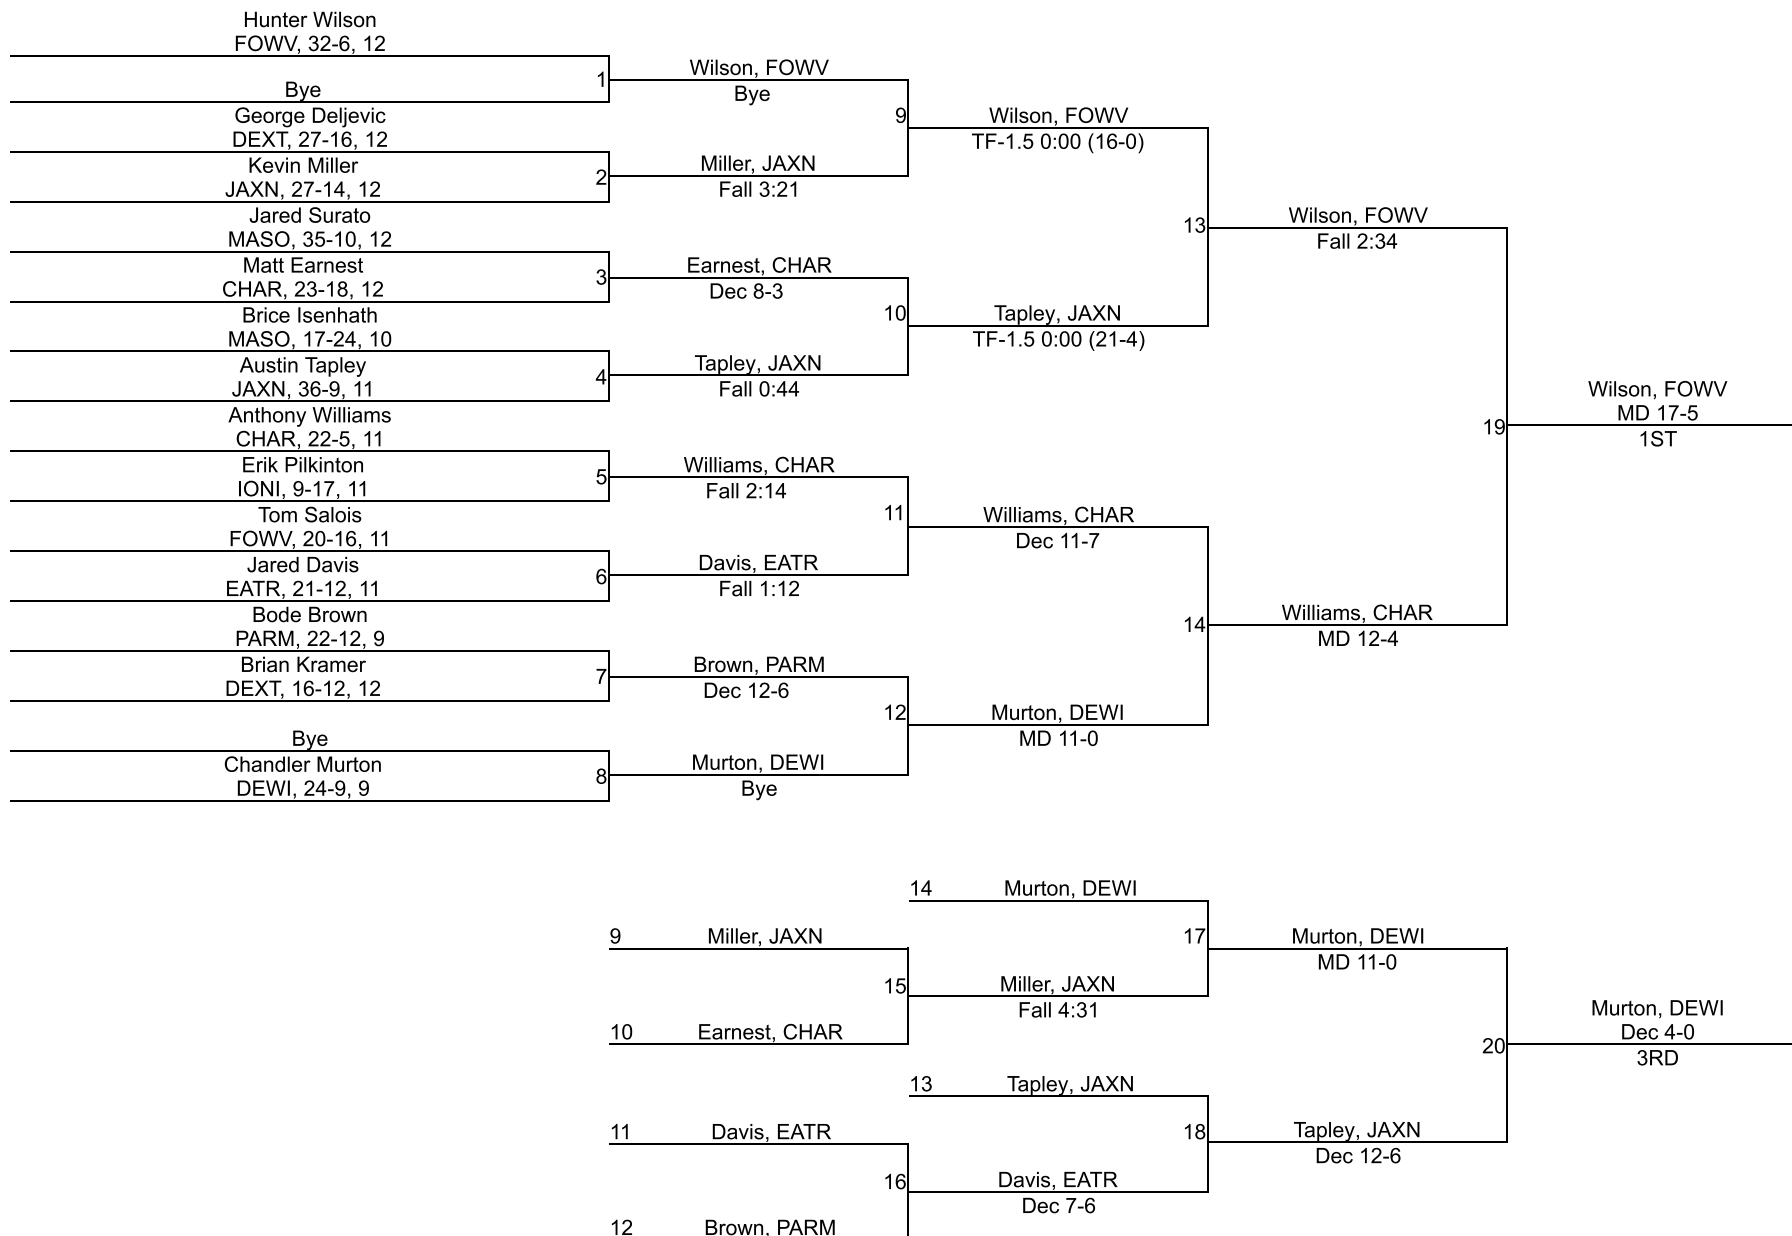 Hunter Wilson
FOWV, 32-6, 12
Bye
1
Wilson, FOWV
Bye
George Deljevic
DEXT, 27-16, 12
Kevin Miller
JAXN, 27-14, 12
2
Miller, JAXN
Fall 3:21
9
Wilson, FOWV
TF-1.5 0:00 (16-0)
Jared Surato
MASO, 35-10, 12
Matt Earnest
CHAR, 23-18, 12
3
Earnest, CHAR
Dec 8-3
Brice Isenhath
MASO, 17-24, 10
Austin Tapley
JAXN, 36-9, 11
4
Tapley, JAXN
Fall 0:44
10
Tapley, JAXN
TF-1.5 0:00 (21-4)
13
Wilson, FOWV
Fall 2:34
Anthony Williams
CHAR, 22-5, 11
Erik Pilkinton
IONI, 9-17, 11
5
Williams, CHAR
Fall 2:14
Tom Salois
FOWV, 20-16, 11
Jared Davis
EATR, 21-12, 11
6
Davis, EATR
Fall 1:12
11
Williams, CHAR
Dec 11-7
Bode Brown
PARM, 22-12, 9
Brian Kramer
DEXT, 16-12, 12
7
Brown, PARM
Dec 12-6
Bye
Chandler Murton
DEWI, 24-9, 9
8
Murton, DEWI
Bye
12
Murton, DEWI
MD 11-0
14
Williams, CHAR
MD 12-4
19
Wilson, FOWV
MD 17-5
1ST
14
Murton, DEWI
9
Miller, JAXN
10
Earnest, CHAR
15
Miller, JAXN
Fall 4:31
17
Murton, DEWI
MD 11-0
13
Tapley, JAXN
11
Davis, EATR
12
Brown, PARM
16
Davis, EATR
Dec 7-6
18
Tapley, JAXN
Dec 12-6
20
Murton, DEWI
Dec 4-0
3RD